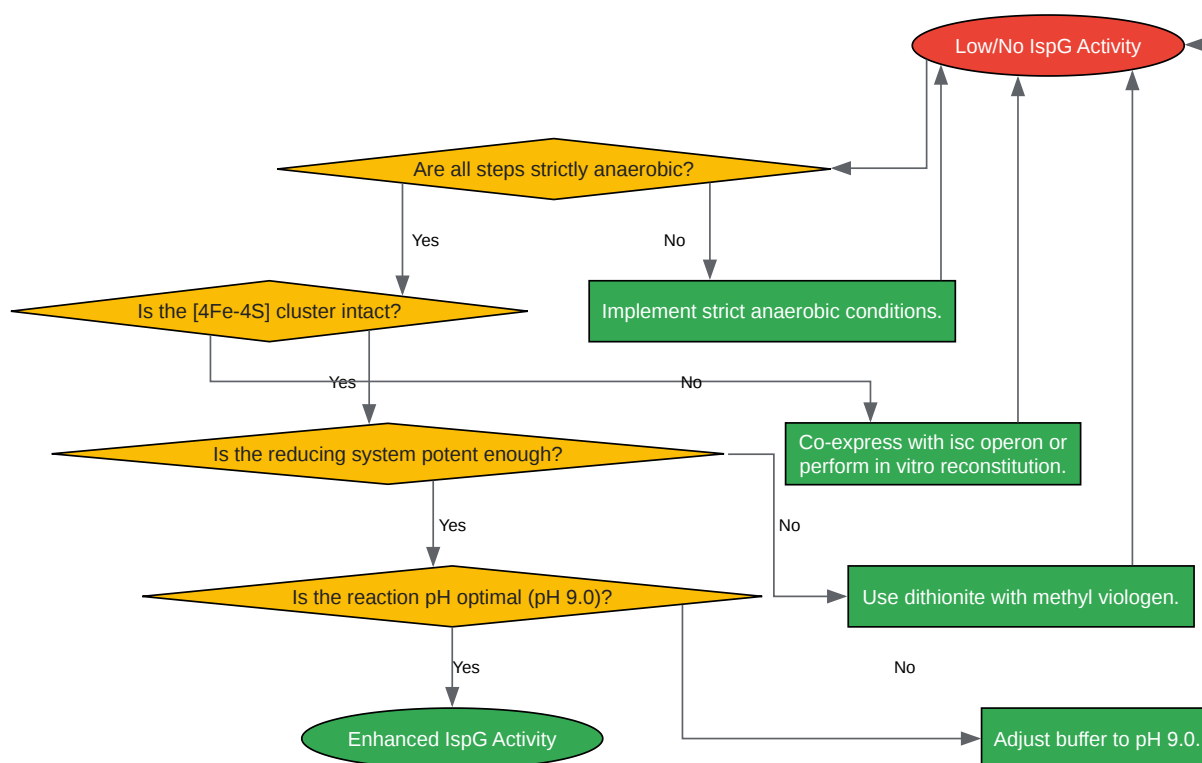 Low/No IspG Activity
Are all steps strictly anaerobic?
Yes
No
Is the [4Fe-4S] cluster intact?
Implement strict anaerobic conditions.
Yes
No
Is the reducing system potent enough?
Co-express with isc operon or
perform in vitro reconstitution.
Yes
No
Is the reaction pH optimal (pH 9.0)?
Use dithionite with methyl viologen.
Yes
No
Enhanced IspG Activity
Adjust buffer to pH 9.0.